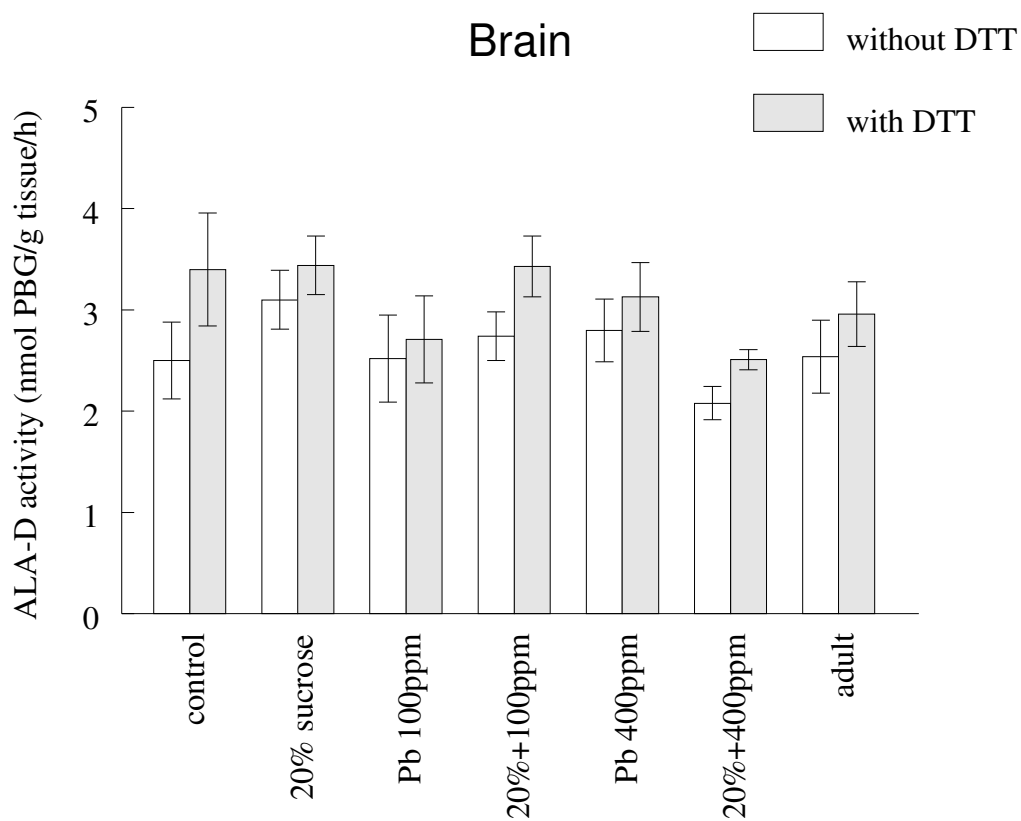 Brain
without DTT
with DTT
ALA-D activity (nmol PBG/g tissue/h)
5
4
3
2
1
0
control
20% sucrose
Pb 100ppm
20%+100ppm
Pb 400ppm
20%+400ppm
adult